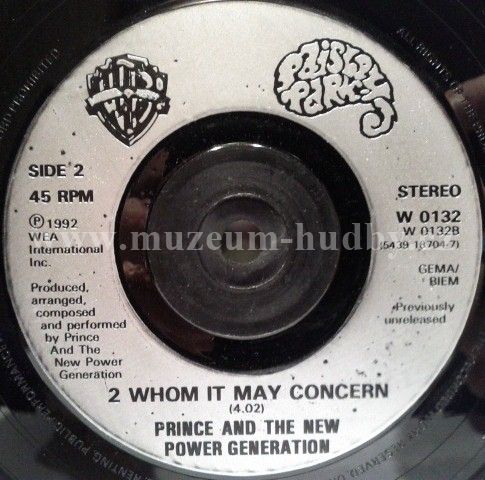 PAISLEY PARK
SIDE 2
45 RPM
℗ 1992
WEA
International
Inc.
Produced,
arranged,
composed
and performed
by Prince
And The
New Power
Generation
STEREO
W 0132
W 0132B
(5439 18704-7)
GEMA/
BIEM
Previously
unreleased
2 WHOM IT MAY CONCERN
(4.02)
PRINCE AND THE NEW
POWER GENERATION
www.muzeum-hudby